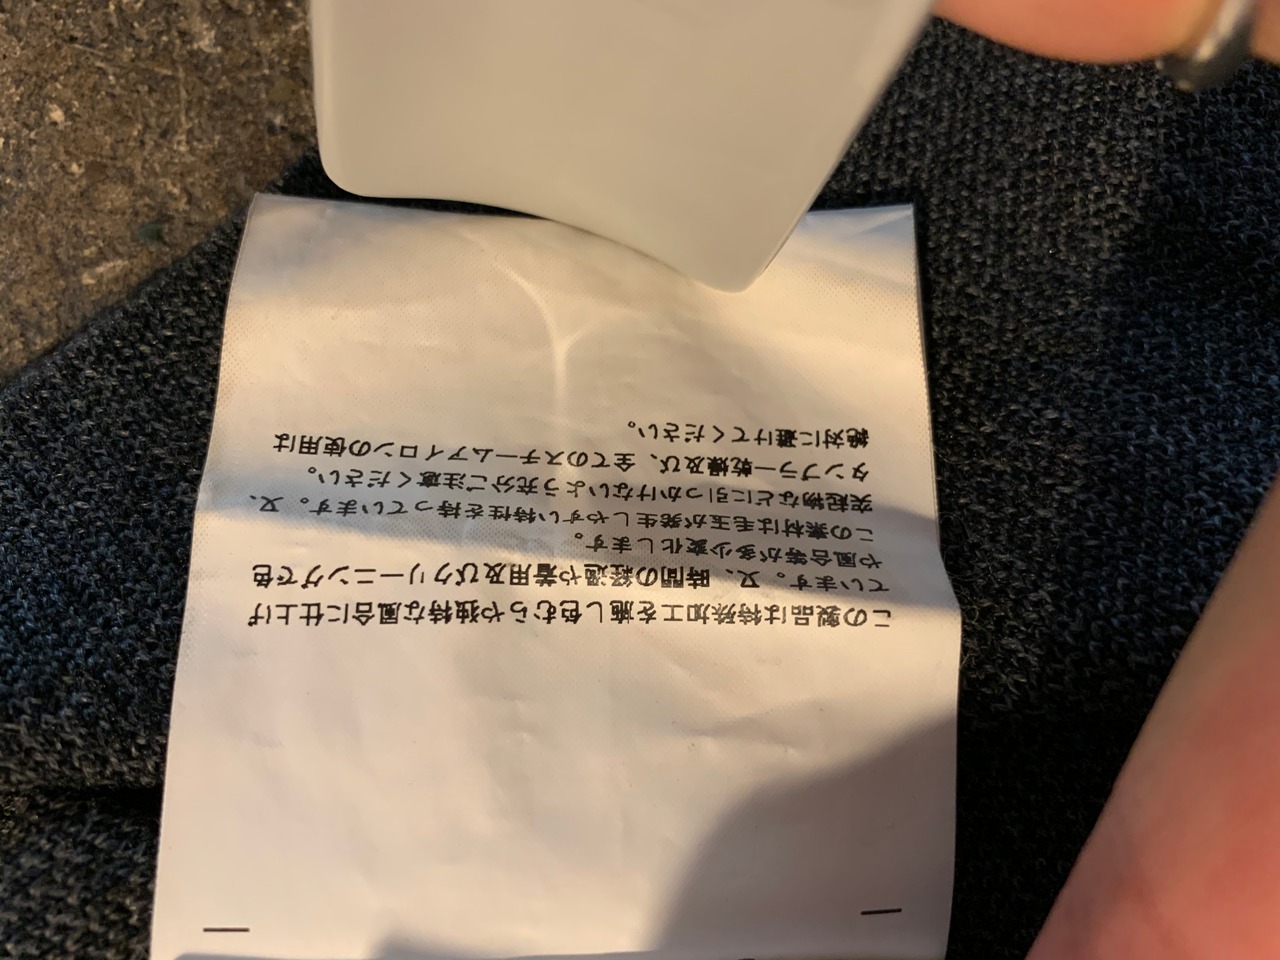 この製品は特殊加工を施し色むらや独特な風合に仕上げ
ています。又、時間の経過や着用及びクリーニングで色
や風合等が多少変化します。
この素材は毛玉が発生しやすい特性を持っています。又、
突起物などに引っかけないよう充分ご注意ください。
タンブラー乾燥及び、全てのスチームアイロンの使用は
絶対に避けてください。